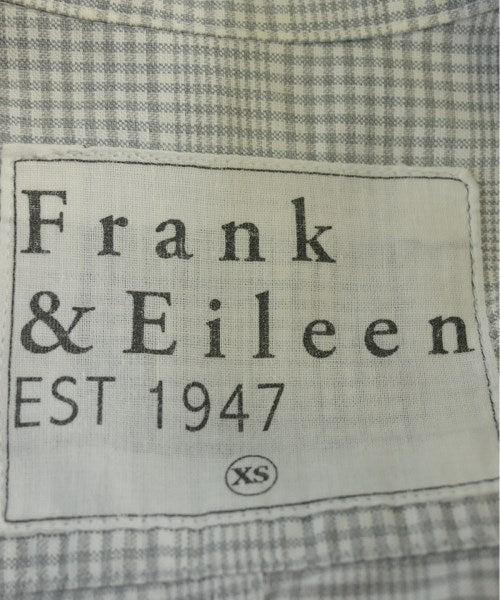 Frank
& Eileen
EST 1947
XS